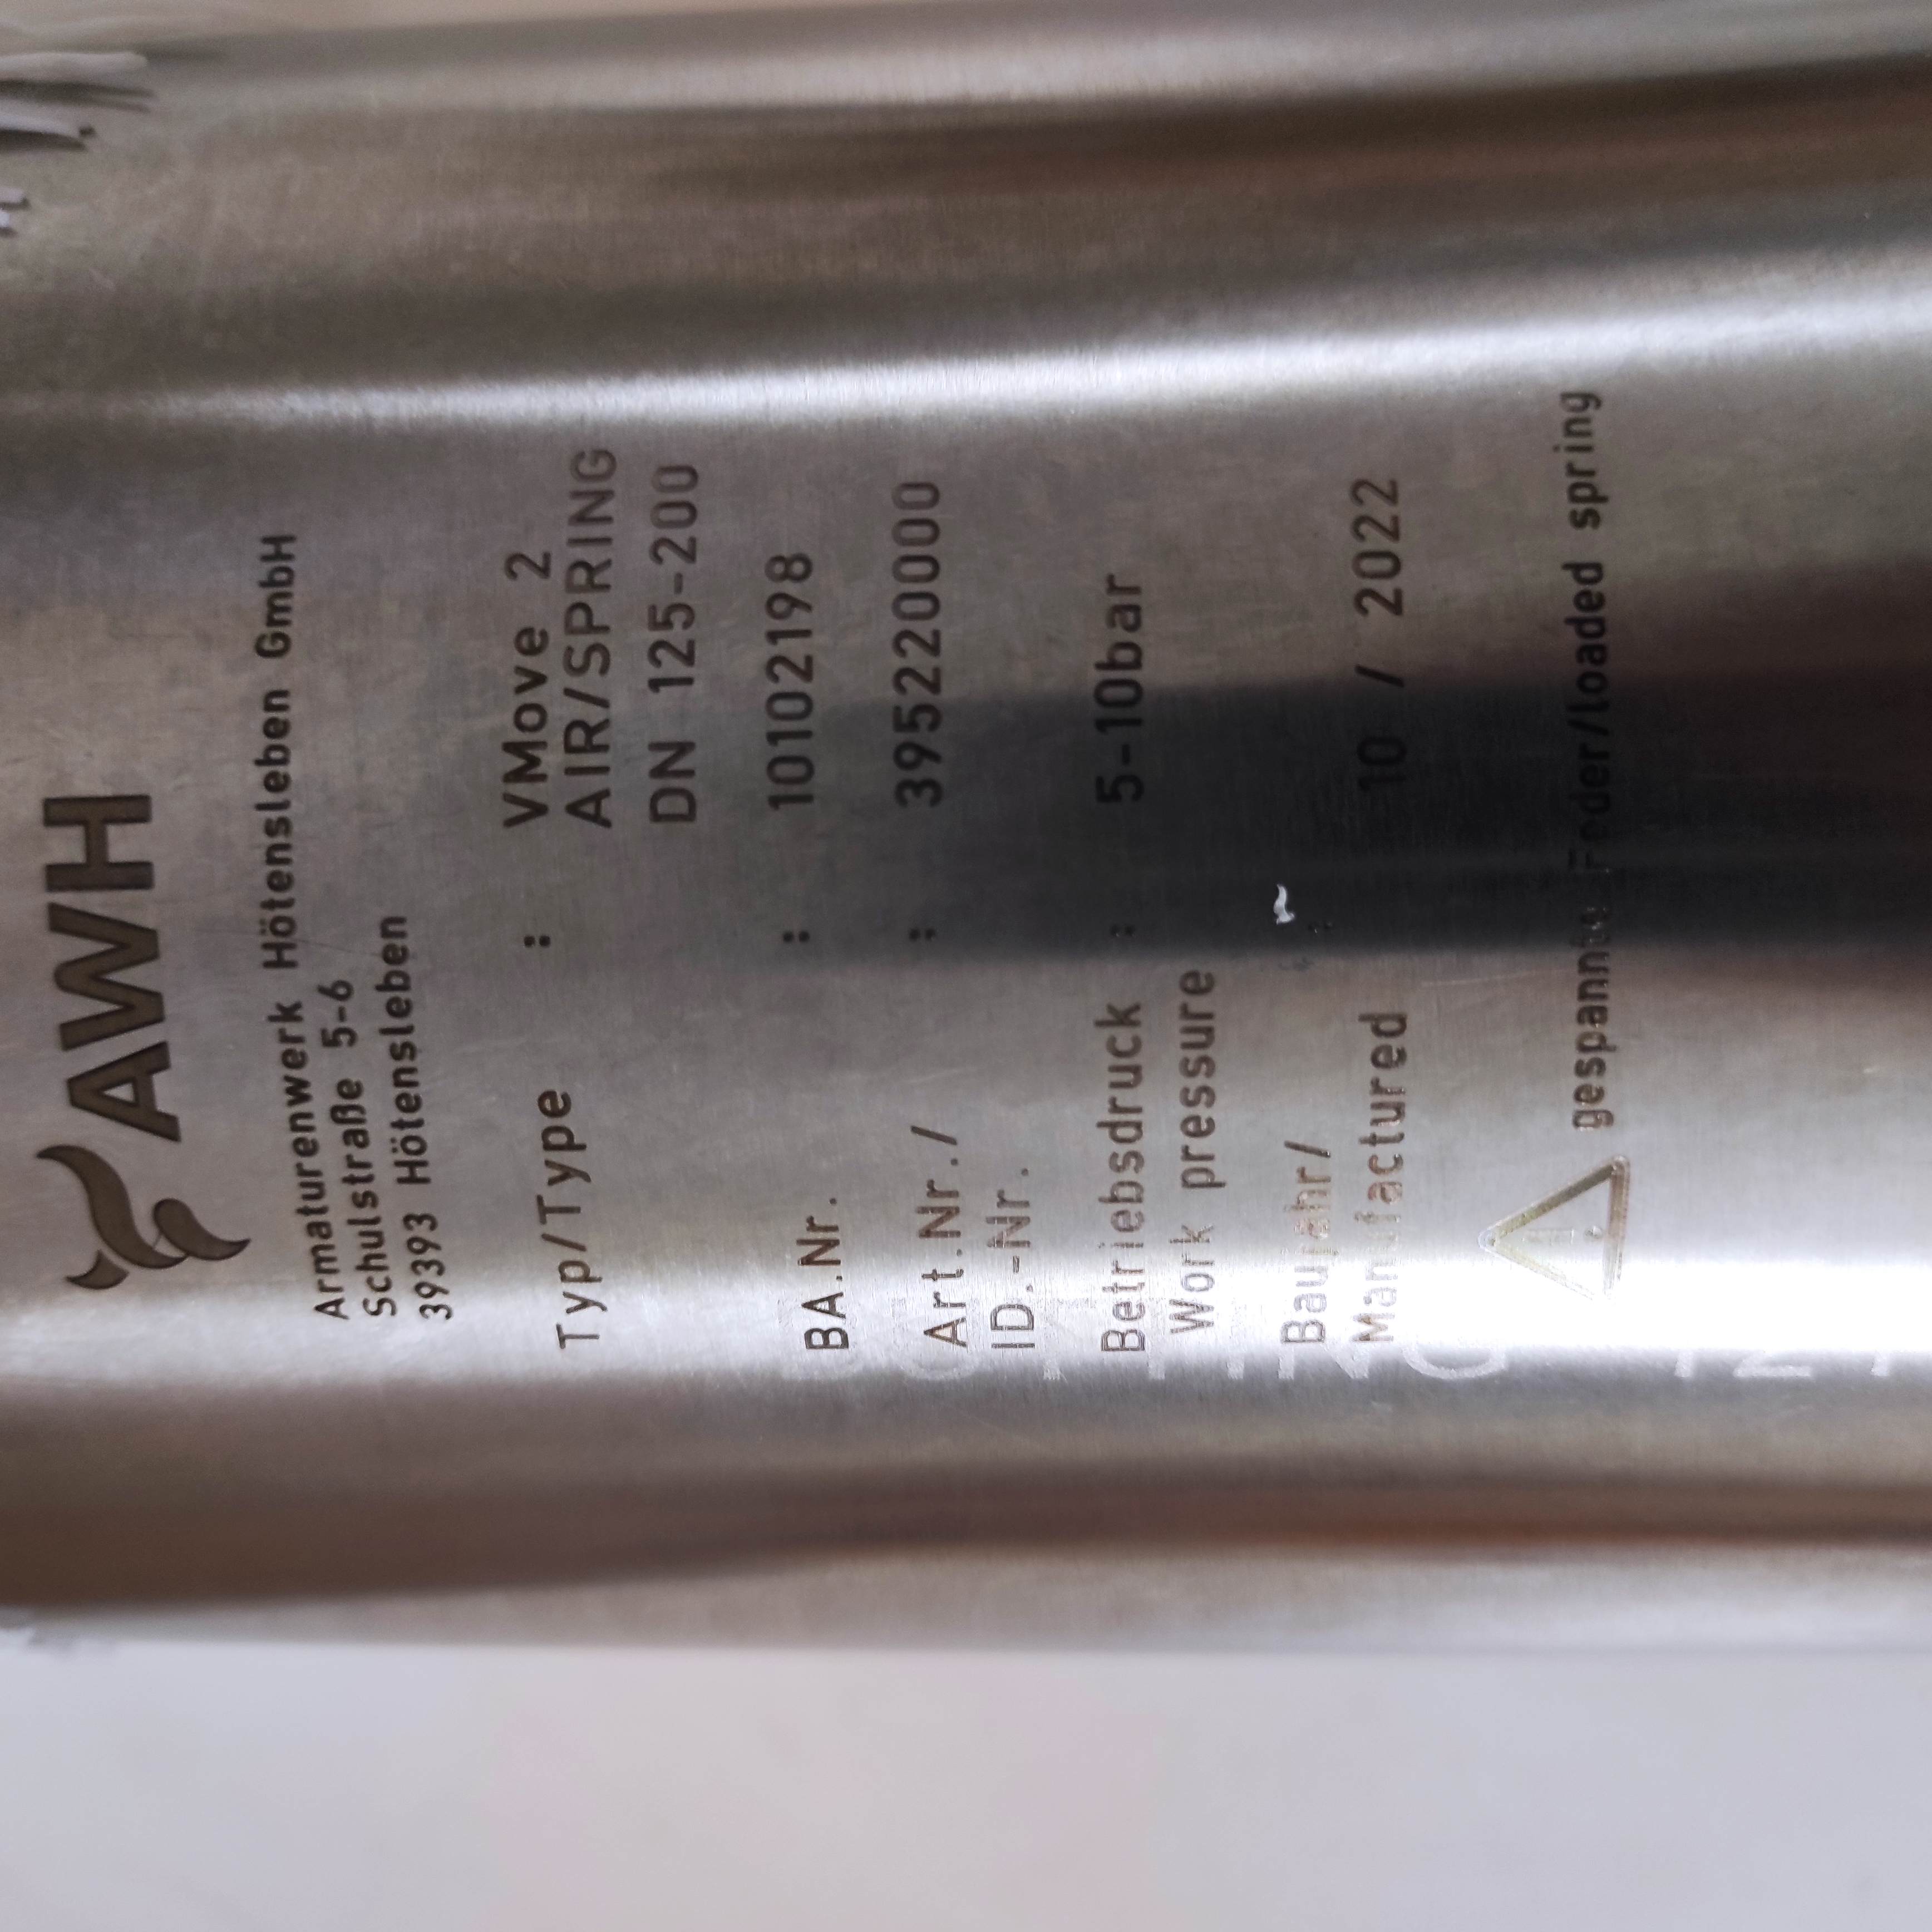 AWH
Armaturenwerk Hötensleben GmbH
Schulstraße 5-6
39393 Hötensleben
Typ/Type : VMove 2
AIR/SPRING
DN 125-200
BA.Nr. : 10102198
Art.Nr./ : 395220000
ID.-Nr.
Betriebsdruck : 5-10bar
Work pressure
Baujahr/ :
Manufactured 10 / 2022
gespannte Feder/loaded spring